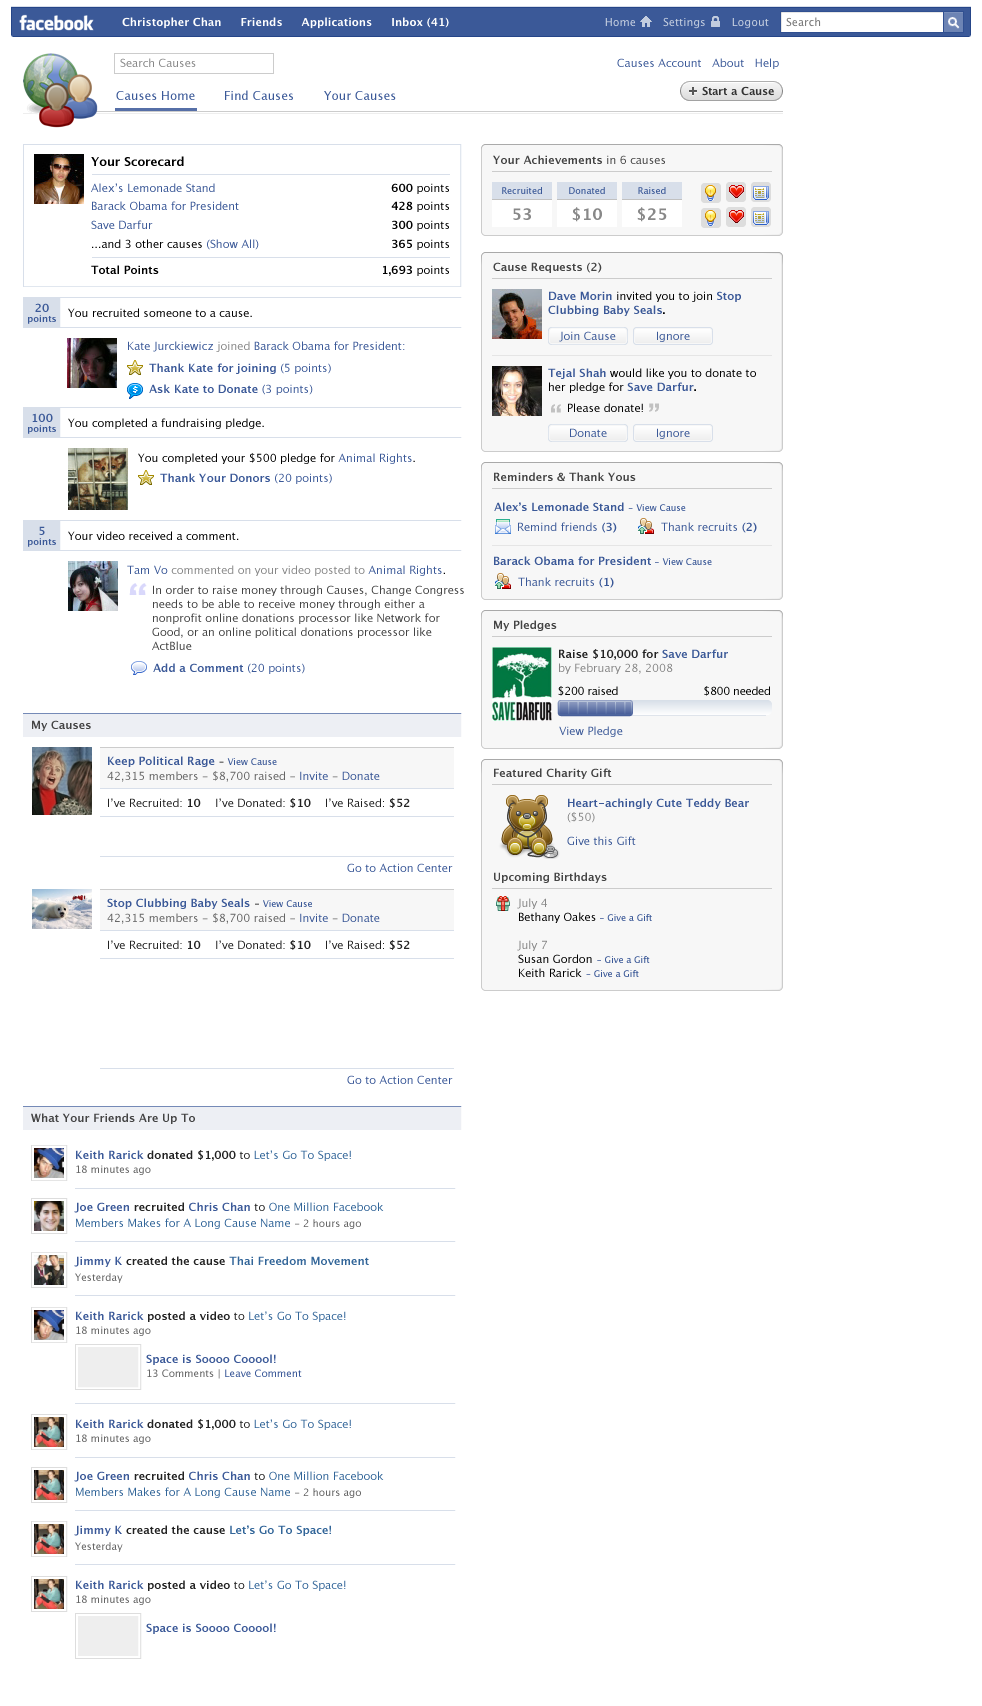 facebook Christopher Chan Friends Applications Inbox (41) Home Settings Logout Search
Search Causes
Causes Account About Help
Causes Home Find Causes Your Causes
+ Start a Cause
Your Scorecard
Alex's Lemonade Stand 600 points
Barack Obama for President 428 points
Save Darfur 300 points
...and 3 other causes (Show All) 365 points
Total Points 1,693 points
20 points You recruited someone to a cause.
Kate Jurckiewicz joined Barack Obama for President:
Thank Kate for joining (5 points)
Ask Kate to Donate (3 points)
100 points You completed a fundraising pledge.
You completed your $500 pledge for Animal Rights.
Thank Your Donors (20 points)
5 points Your video received a comment.
Tam Vo commented on your video posted to Animal Rights.
In order to raise money through Causes, Change Congress
needs to be able to receive money through either a
nonprofit online donations processor like Network for
Good, or an online political donations processor like
ActBlue
Add a Comment (20 points)
My Causes
Keep Political Rage - View Cause
42,315 members - $8,700 raised - Invite - Donate
I've Recruited: 10 I've Donated: $10 I've Raised: $52
Go to Action Center
Stop Clubbing Baby Seals - View Cause
42,315 members - $8,700 raised - Invite - Donate
I've Recruited: 10 I've Donated: $10 I've Raised: $52
Go to Action Center
What Your Friends Are Up To
Keith Rarick donated $1,000 to Let's Go To Space!
18 minutes ago
Joe Green recruited Chris Chan to One Million Facebook
Members Makes for A Long Cause Name - 2 hours ago
Jimmy K created the cause Thai Freedom Movement
Yesterday
Keith Rarick posted a video to Let's Go To Space!
18 minutes ago
Space is Soooo Cooool!
13 Comments | Leave Comment
Keith Rarick donated $1,000 to Let's Go To Space!
18 minutes ago
Joe Green recruited Chris Chan to One Million Facebook
Members Makes for A Long Cause Name - 2 hours ago
Jimmy K created the cause Let's Go To Space!
Yesterday
Keith Rarick posted a video to Let's Go To Space!
18 minutes ago
Space is Soooo Cooool!
Your Achievements in 6 causes
Recruited Donated Raised
53 $10 $25
Cause Requests (2)
Dave Morin invited you to join Stop
Clubbing Baby Seals.
Join Cause Ignore
Tejal Shah would like you to donate to
her pledge for Save Darfur.
Please donate!
Donate Ignore
Reminders & Thank Yous
Alex's Lemonade Stand - View Cause
Remind friends (3) Thank recruits (2)
Barack Obama for President - View Cause
Thank recruits (1)
My Pledges
Raise $10,000 for Save Darfur
by February 28, 2008
$200 raised $800 needed
SAVEDARFUR
View Pledge
Featured Charity Gift
Heart-achingly Cute Teddy Bear
($50)
Give this Gift
Upcoming Birthdays
July 4
Bethany Oakes - Give a Gift
July 7
Susan Gordon - Give a Gift
Keith Rarick - Give a Gift